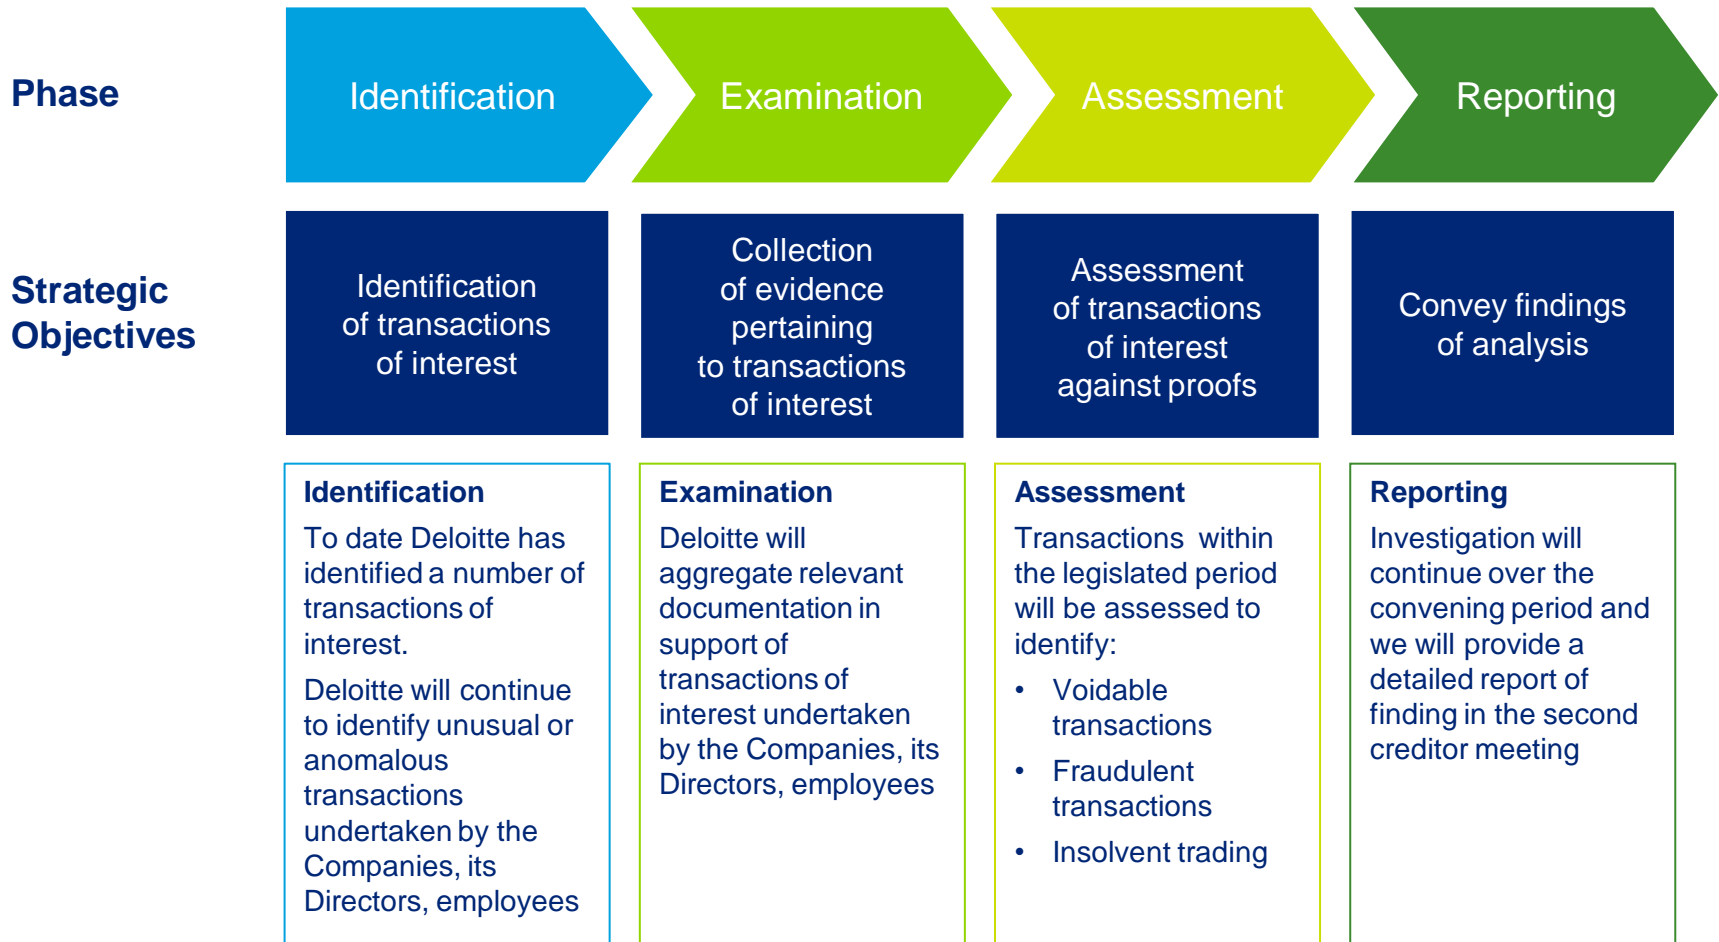 Phase
Identification
Examination
Assessment
Reporting
Strategic
Objectives
Identification
of transactions
of interest
Collection
of evidence
pertaining
to transactions
of interest
Assessment
of transactions
of interest
against proofs
Convey findings
of analysis
Identification
To date Deloitte has
identified a number of
transactions of
interest.
Deloitte will continue
to identify unusual or
anomalous
transactions
undertaken by the
Companies, its
Directors, employees
Examination
Deloitte will
aggregate relevant
documentation in
support of
transactions of
interest undertaken
by the Companies, its
Directors, employees
Assessment
Transactions within
the legislated period
will be assessed to
identify:
• Voidable
transactions
• Fraudulent
transactions
• Insolvent trading
Reporting
Investigation will
continue over the
convening period and
we will provide a
detailed report of
finding in the second
creditor meeting